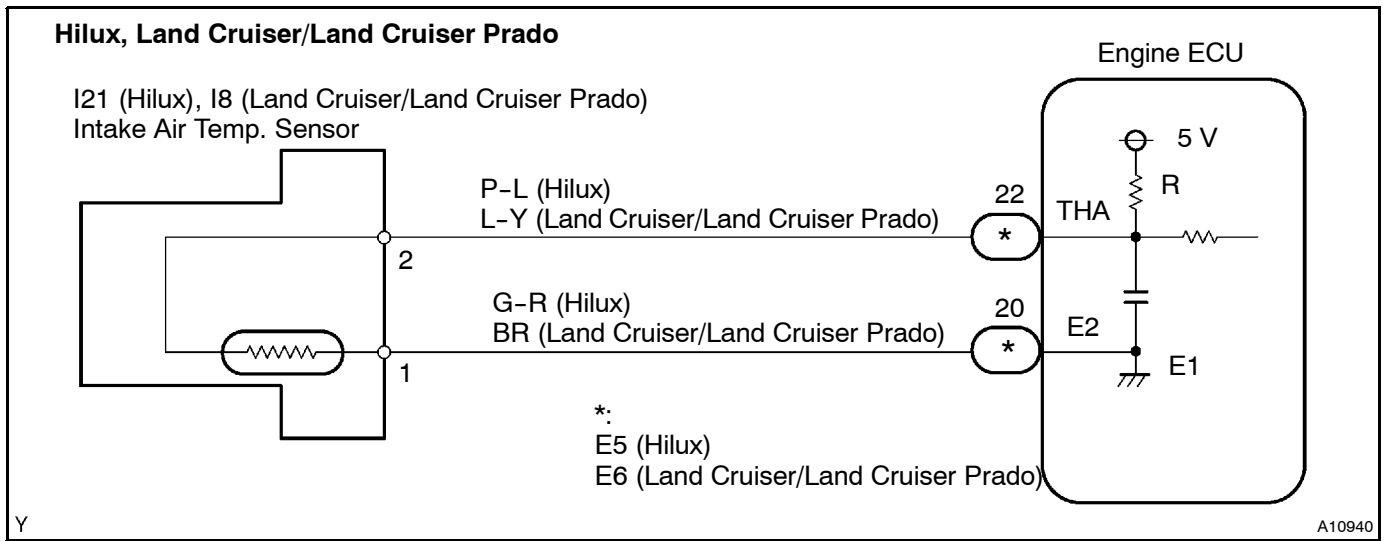 Hilux, Land Cruiser/Land Cruiser Prado
Engine ECU
I21 (Hilux), I8 (Land Cruiser/Land Cruiser Prado)
Intake Air Temp. Sensor
5 V
R
P-L (Hilux)
L-Y (Land Cruiser/Land Cruiser Prado)
22
*
THA
2
G-R (Hilux)
BR (Land Cruiser/Land Cruiser Prado)
20
*
E2
1
E1
*:
E5 (Hilux)
E6 (Land Cruiser/Land Cruiser Prado)
Y
A10940